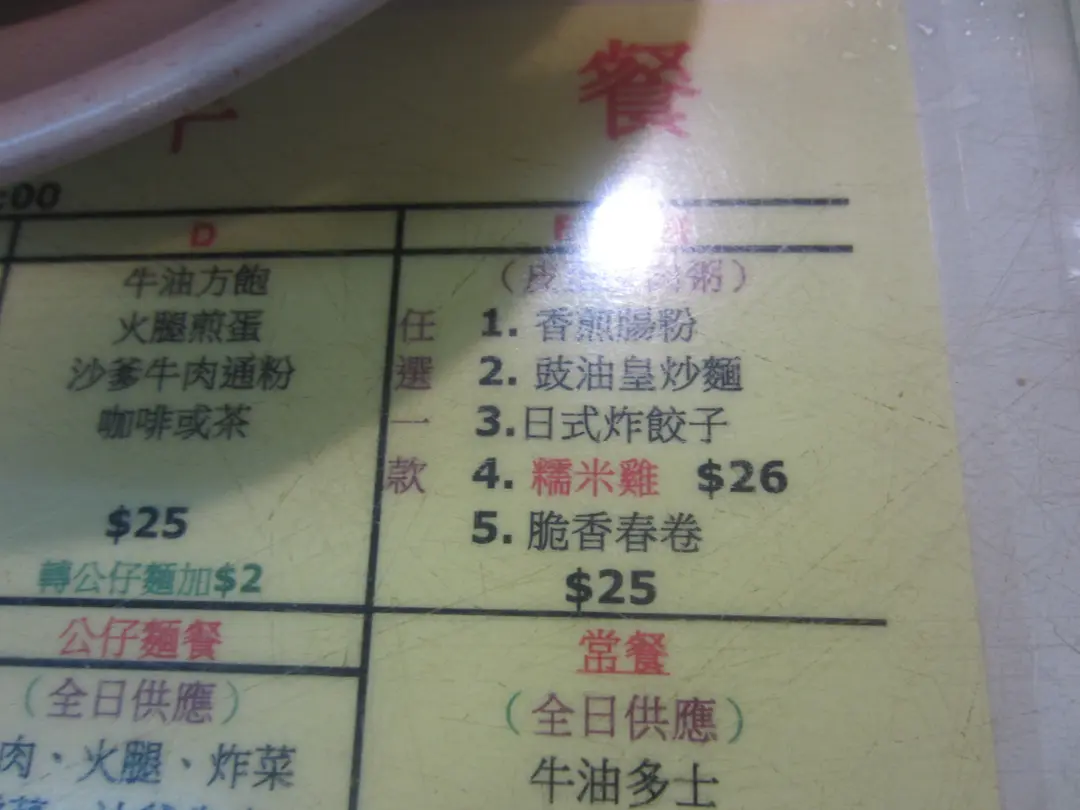 餐
:00
D
牛油方飽
火腿煎蛋
沙爹牛肉通粉
咖啡或茶
$25
轉公仔麵加$2
粥）
任選一款
1. 香煎腸粉
2. 豉油皇炒麵
3.日式炸餃子
4. 糯米雞 $26
5. 脆香春卷
$25
公仔麵餐
（全日供應）
肉、火腿、炸菜
常餐
（全日供應）
牛油多士